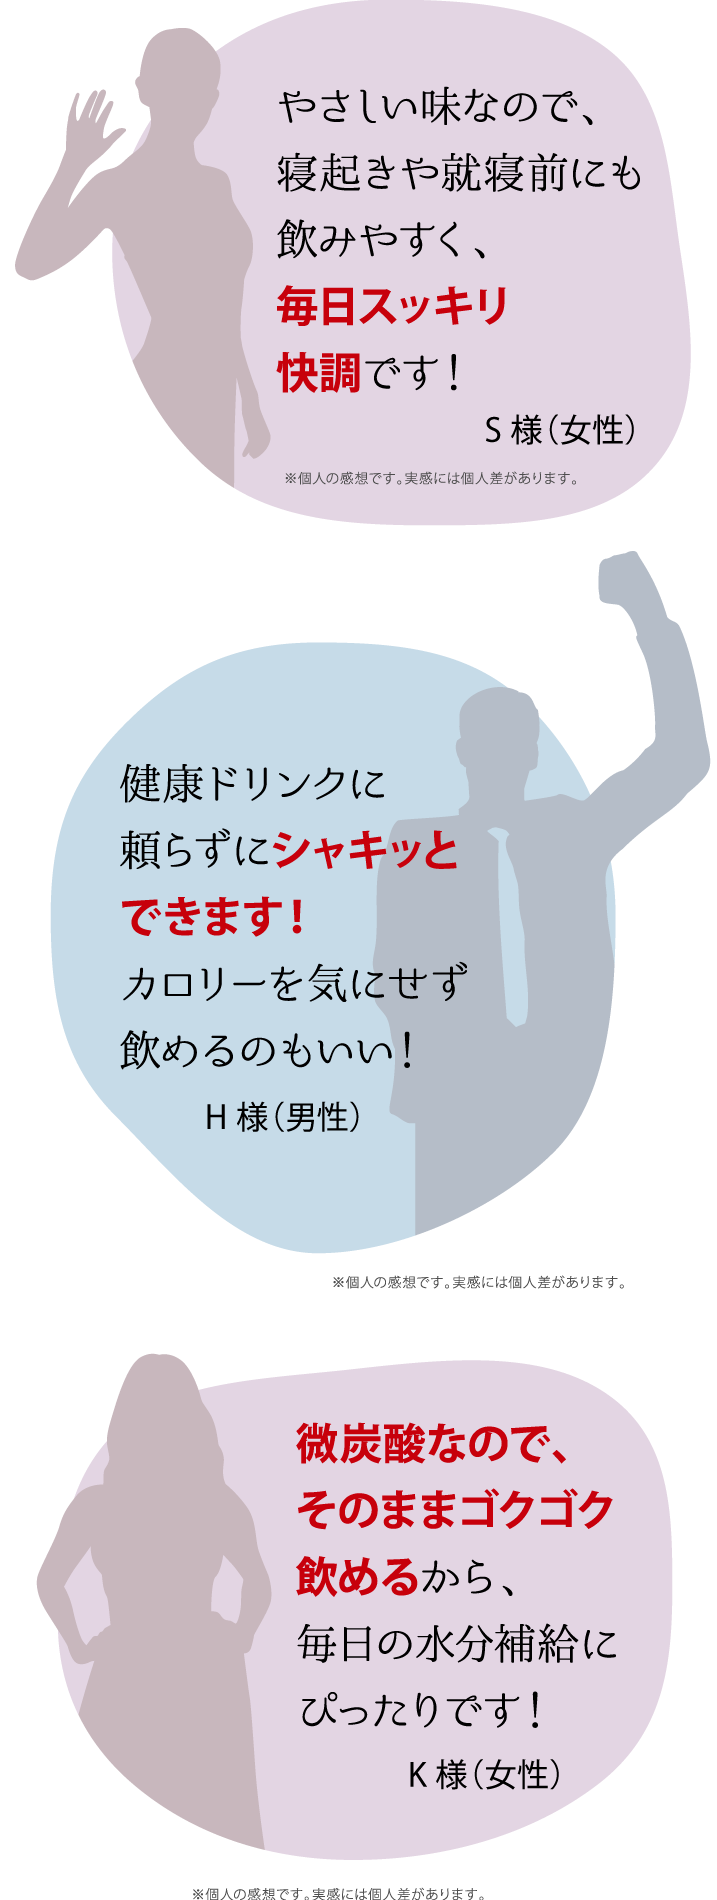 やさしい味なので、
寝起きや就寝前にも
飲みやすく、
毎日スッキリ
快調です！
S 様（女性）
※個人の感想です。実感には個人差があります。
健康ドリンクに
頼らずにシャキッと
できます！
カロリーを気にせず
飲めるのもいい！
H 様（男性）
※個人の感想です。実感には個人差があります。
微炭酸なので、
そのままゴクゴク
飲めるから、
毎日の水分補給に
ぴったりです！
K 様（女性）
※個人の感想です。実感には個人差があります。